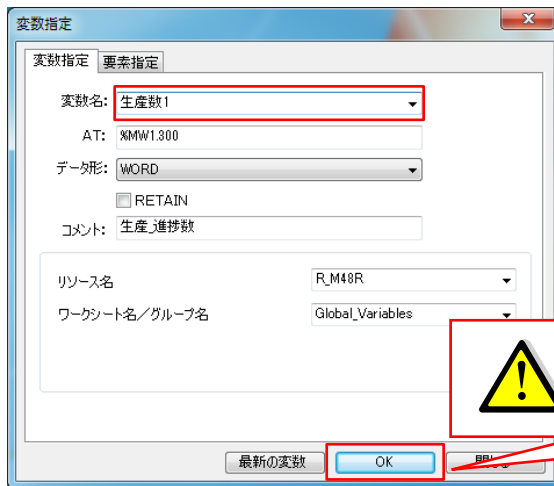 変数指定
変数指定 要素指定
変数名: 生産数1
AT: %MW1.300
データ形: WORD
RETAIN
コメント: 生産_進捗数
リソース名 R_M48R
ワークシート名/グループ名 Global_Variables
!
最新の変数 OK